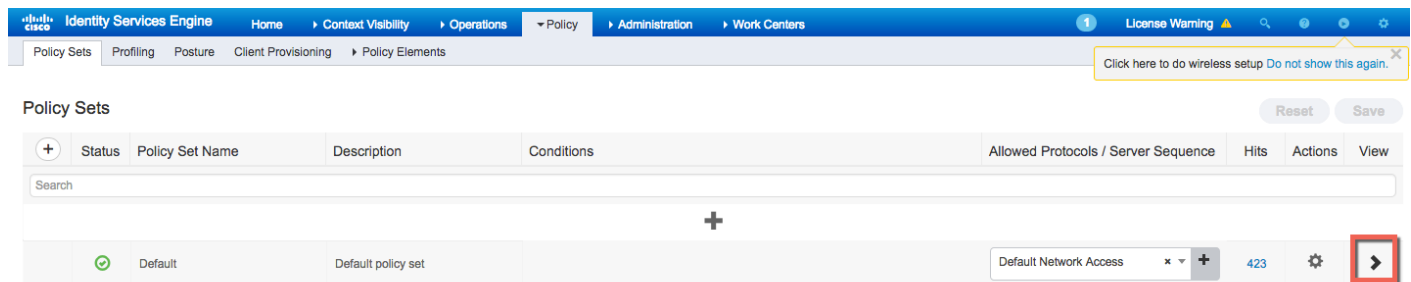 cisco Identity Services Engine Home Context Visibility Operations Policy Administration Work Centers 1 License Warning
Policy Sets Profiling Posture Client Provisioning Policy Elements
Click here to do wireless setup Do not show this again.
Policy Sets
Reset Save
Status Policy Set Name Description Conditions Allowed Protocols / Server Sequence Hits Actions View
Search
Default Default policy set Default Network Access 423